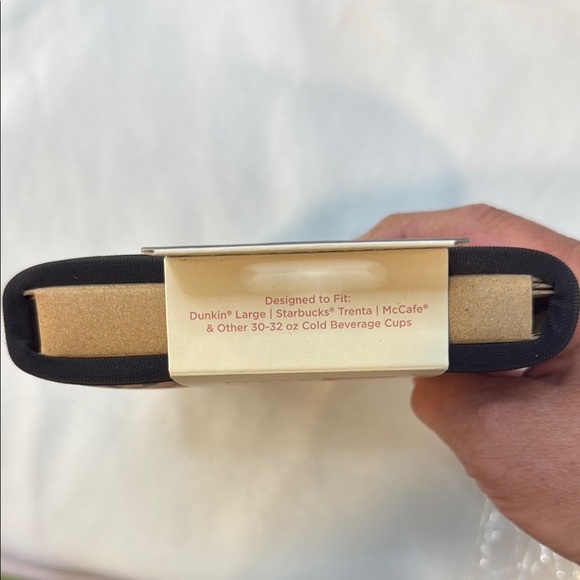 Designed to Fit:
Dunkin® Large | Starbucks® Trenta | McCafe®
& Other 30-32 oz Cold Beverage Cups